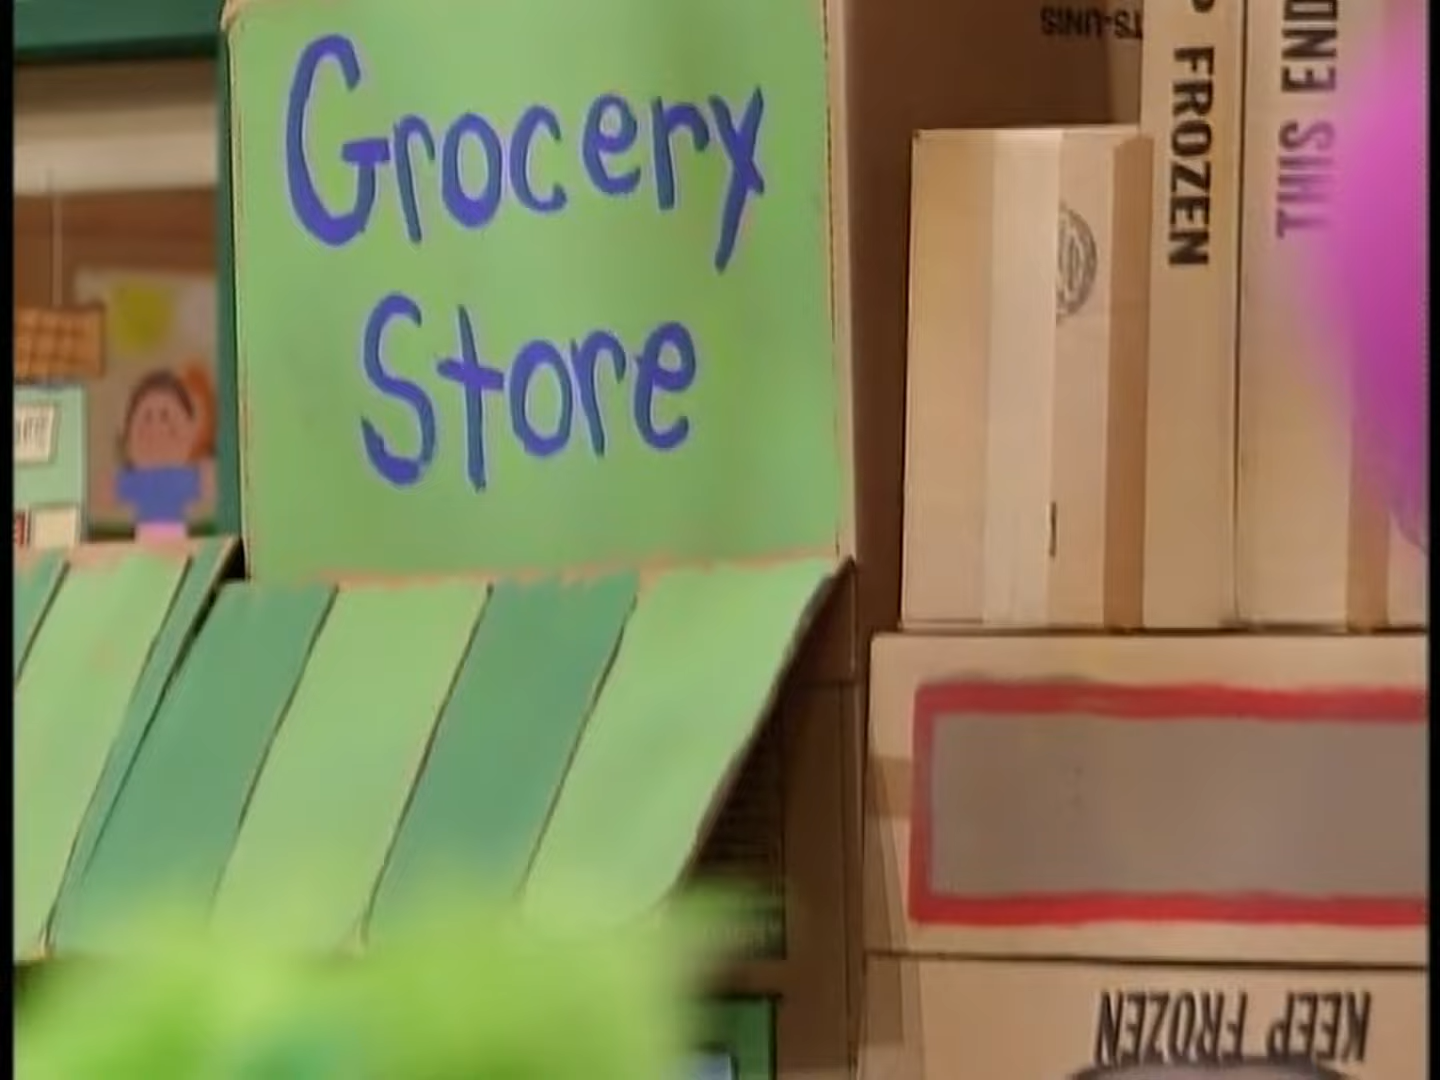 Grocery
Store
FROZEN
THIS END
KEEP FROZEN